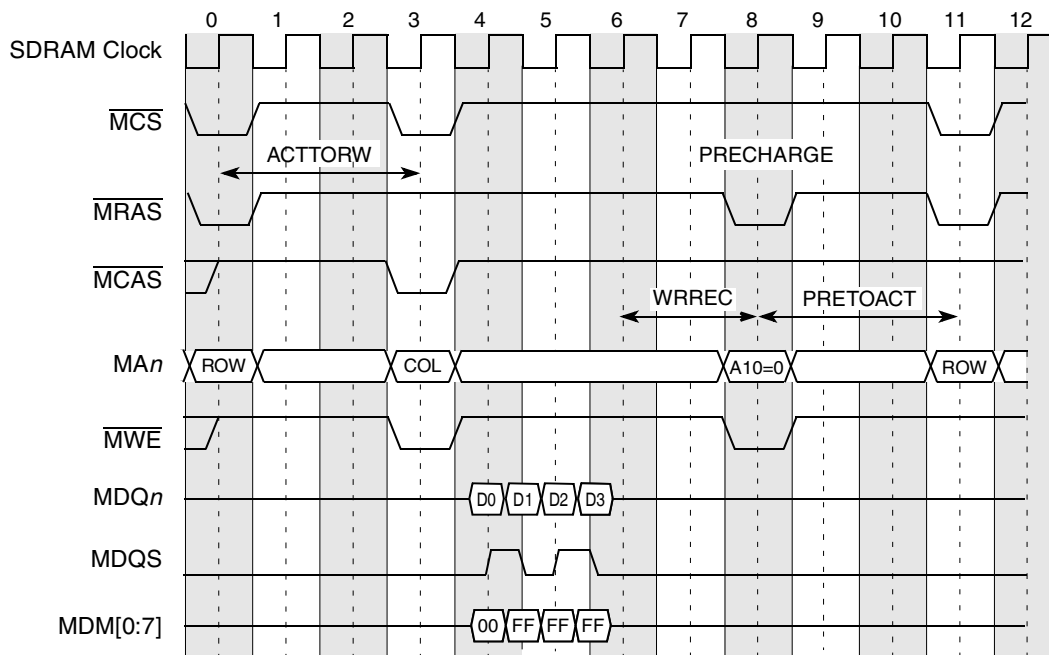 0 1 2 3 4 5 6 7 8 9 10 11 12
SDRAM Clock
MCS
ACTTORW PRECHARGE
MRAS
MCAS
WRREC PRETOACT
MAn ROW COL A10=0 ROW
MWE
MDQn D0 D1 D2 D3
MDQS
MDM[0:7] 00 FF FF FF